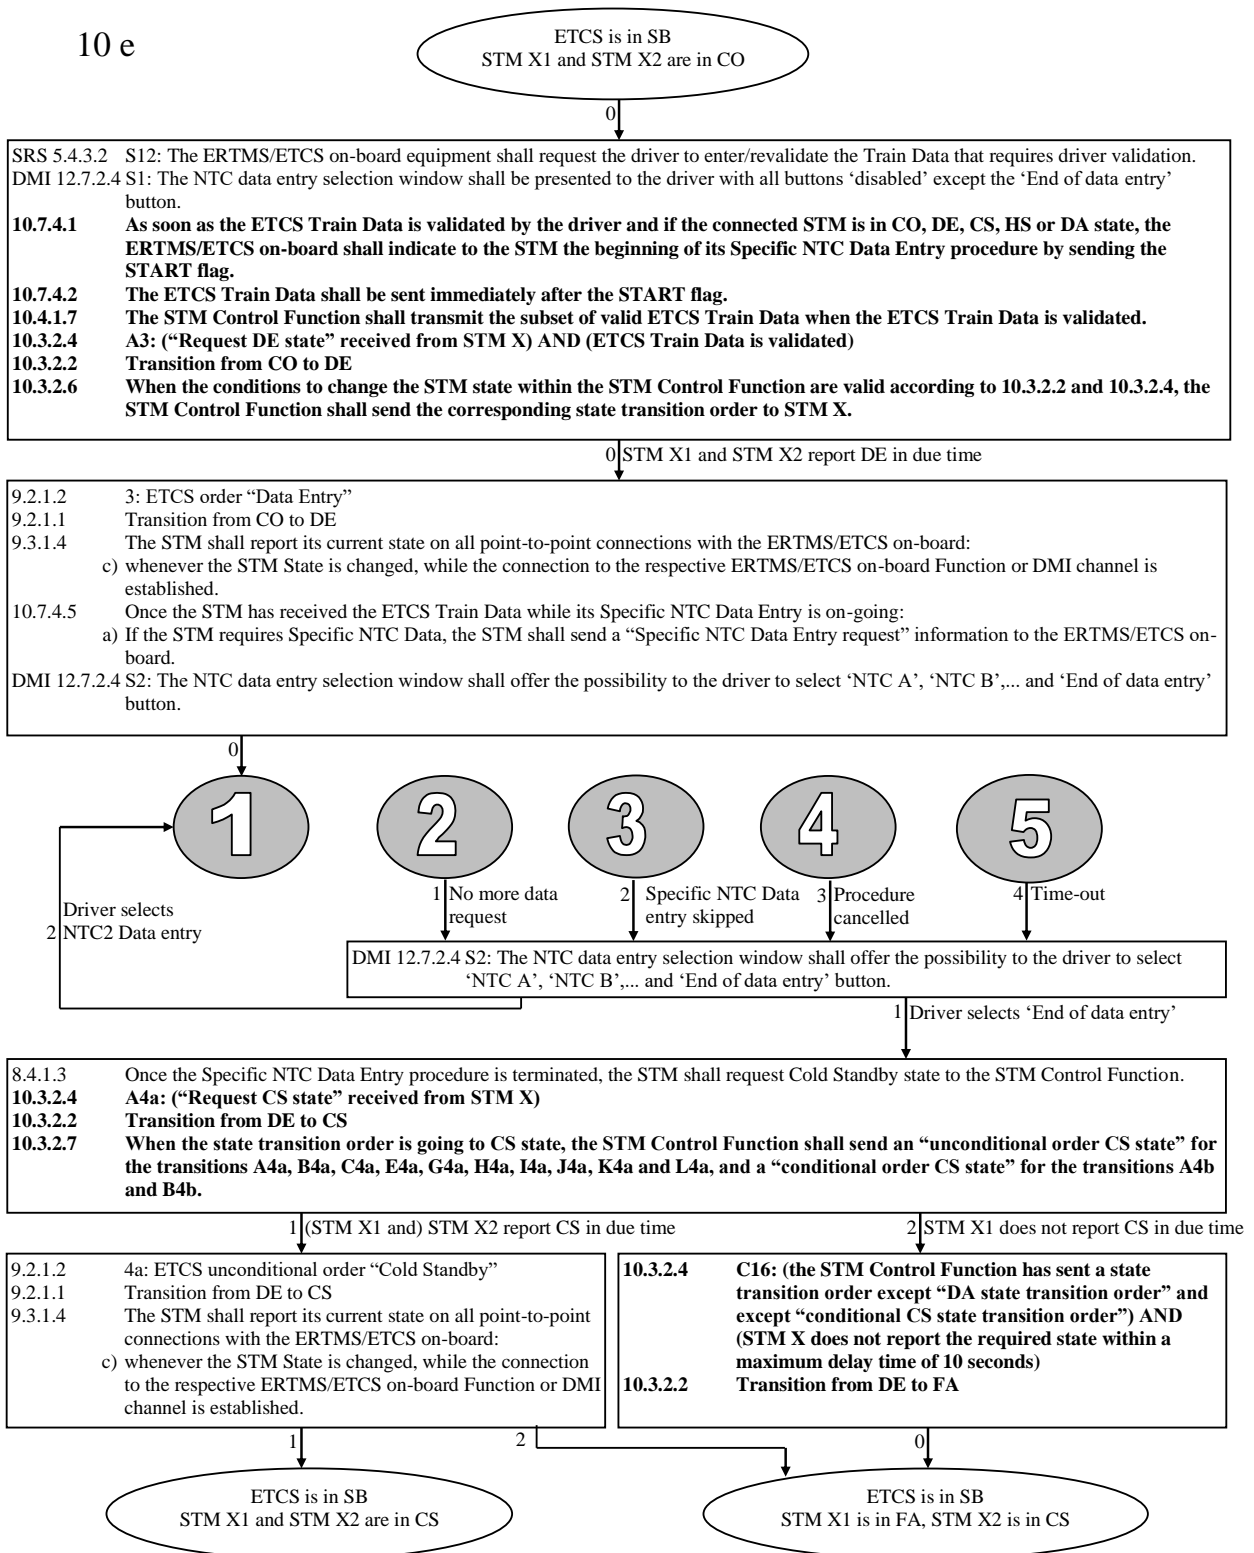 10 e
ETCS is in SB
STM X1 and STM X2 are in CO
0
SRS 5.4.3.2 S12: The ERTMS/ETCS on-board equipment shall request the driver to enter/revalidate the Train Data that requires driver validation.
DMI 12.7.2.4 S1: The NTC data entry selection window shall be presented to the driver with all buttons ‘disabled’ except the ‘End of data entry’
button.
10.7.4.1 As soon as the ETCS Train Data is validated by the driver and if the connected STM is in CO, DE, CS, HS or DA state, the
ERTMS/ETCS on-board shall indicate to the STM the beginning of its Specific NTC Data Entry procedure by sending the
START flag.
10.7.4.2 The ETCS Train Data shall be sent immediately after the START flag.
10.4.1.7 The STM Control Function shall transmit the subset of valid ETCS Train Data when the ETCS Train Data is validated.
10.3.2.4 A3: (“Request DE state” received from STM X) AND (ETCS Train Data is validated)
10.3.2.2 Transition from CO to DE
10.3.2.6 When the conditions to change the STM state within the STM Control Function are valid according to 10.3.2.2 and 10.3.2.4, the
STM Control Function shall send the corresponding state transition order to STM X.
0 STM X1 and STM X2 report DE in due time
9.2.1.2 3: ETCS order “Data Entry”
9.2.1.1 Transition from CO to DE
9.3.1.4 The STM shall report its current state on all point-to-point connections with the ERTMS/ETCS on-board:
c) whenever the STM State is changed, while the connection to the respective ERTMS/ETCS on-board Function or DMI channel is
established.
10.7.4.5 Once the STM has received the ETCS Train Data while its Specific NTC Data Entry is on-going:
a) If the STM requires Specific NTC Data, the STM shall send a “Specific NTC Data Entry request” information to the ERTMS/ETCS on-
board.
DMI 12.7.2.4 S2: The NTC data entry selection window shall offer the possibility to the driver to select ‘NTC A’, ‘NTC B’,... and ‘End of data entry’
button.
0
1 2 3 4 5
1 No more data
request
2 Specific NTC Data
entry skipped
3 Procedure
cancelled
4 Time-out
Driver selects
2 NTC2 Data entry
DMI 12.7.2.4 S2: The NTC data entry selection window shall offer the possibility to the driver to select
‘NTC A’, ‘NTC B’,... and ‘End of data entry’ button.
1 Driver selects ‘End of data entry’
8.4.1.3 Once the Specific NTC Data Entry procedure is terminated, the STM shall request Cold Standby state to the STM Control Function.
10.3.2.4 A4a: (“Request CS state” received from STM X)
10.3.2.2 Transition from DE to CS
10.3.2.7 When the state transition order is going to CS state, the STM Control Function shall send an “unconditional order CS state” for
the transitions A4a, B4a, C4a, E4a, G4a, H4a, I4a, J4a, K4a and L4a, and a “conditional order CS state” for the transitions A4b
and B4b.
1 (STM X1 and) STM X2 report CS in due time
2 STM X1 does not report CS in due time
9.2.1.2 4a: ETCS unconditional order “Cold Standby”
9.2.1.1 Transition from DE to CS
9.3.1.4 The STM shall report its current state on all point-to-point
connections with the ERTMS/ETCS on-board:
c) whenever the STM State is changed, while the connection
to the respective ERTMS/ETCS on-board Function or DMI
channel is established.
10.3.2.4 C16: (the STM Control Function has sent a state
transition order except “DA state transition order” and
except “conditional CS state transition order”) AND
(STM X does not report the required state within a
maximum delay time of 10 seconds)
10.3.2.2 Transition from DE to FA
1
2
0
ETCS is in SB
STM X1 and STM X2 are in CS
ETCS is in SB
STM X1 is in FA, STM X2 is in CS